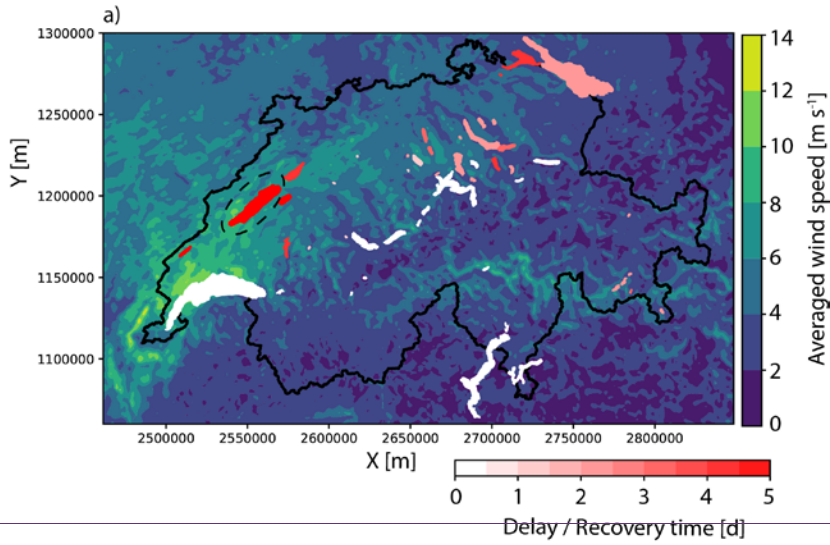 a)
1300000
1250000
1200000
1150000
1100000
Y [m]
2500000 2550000 2600000 2650000 2700000 2750000 2800000
X [m]
14
12
10
8
6
4
2
0
Averaged wind speed [m s⁻¹]
0 1 2 3 4 5
Delay / Recovery time [d]